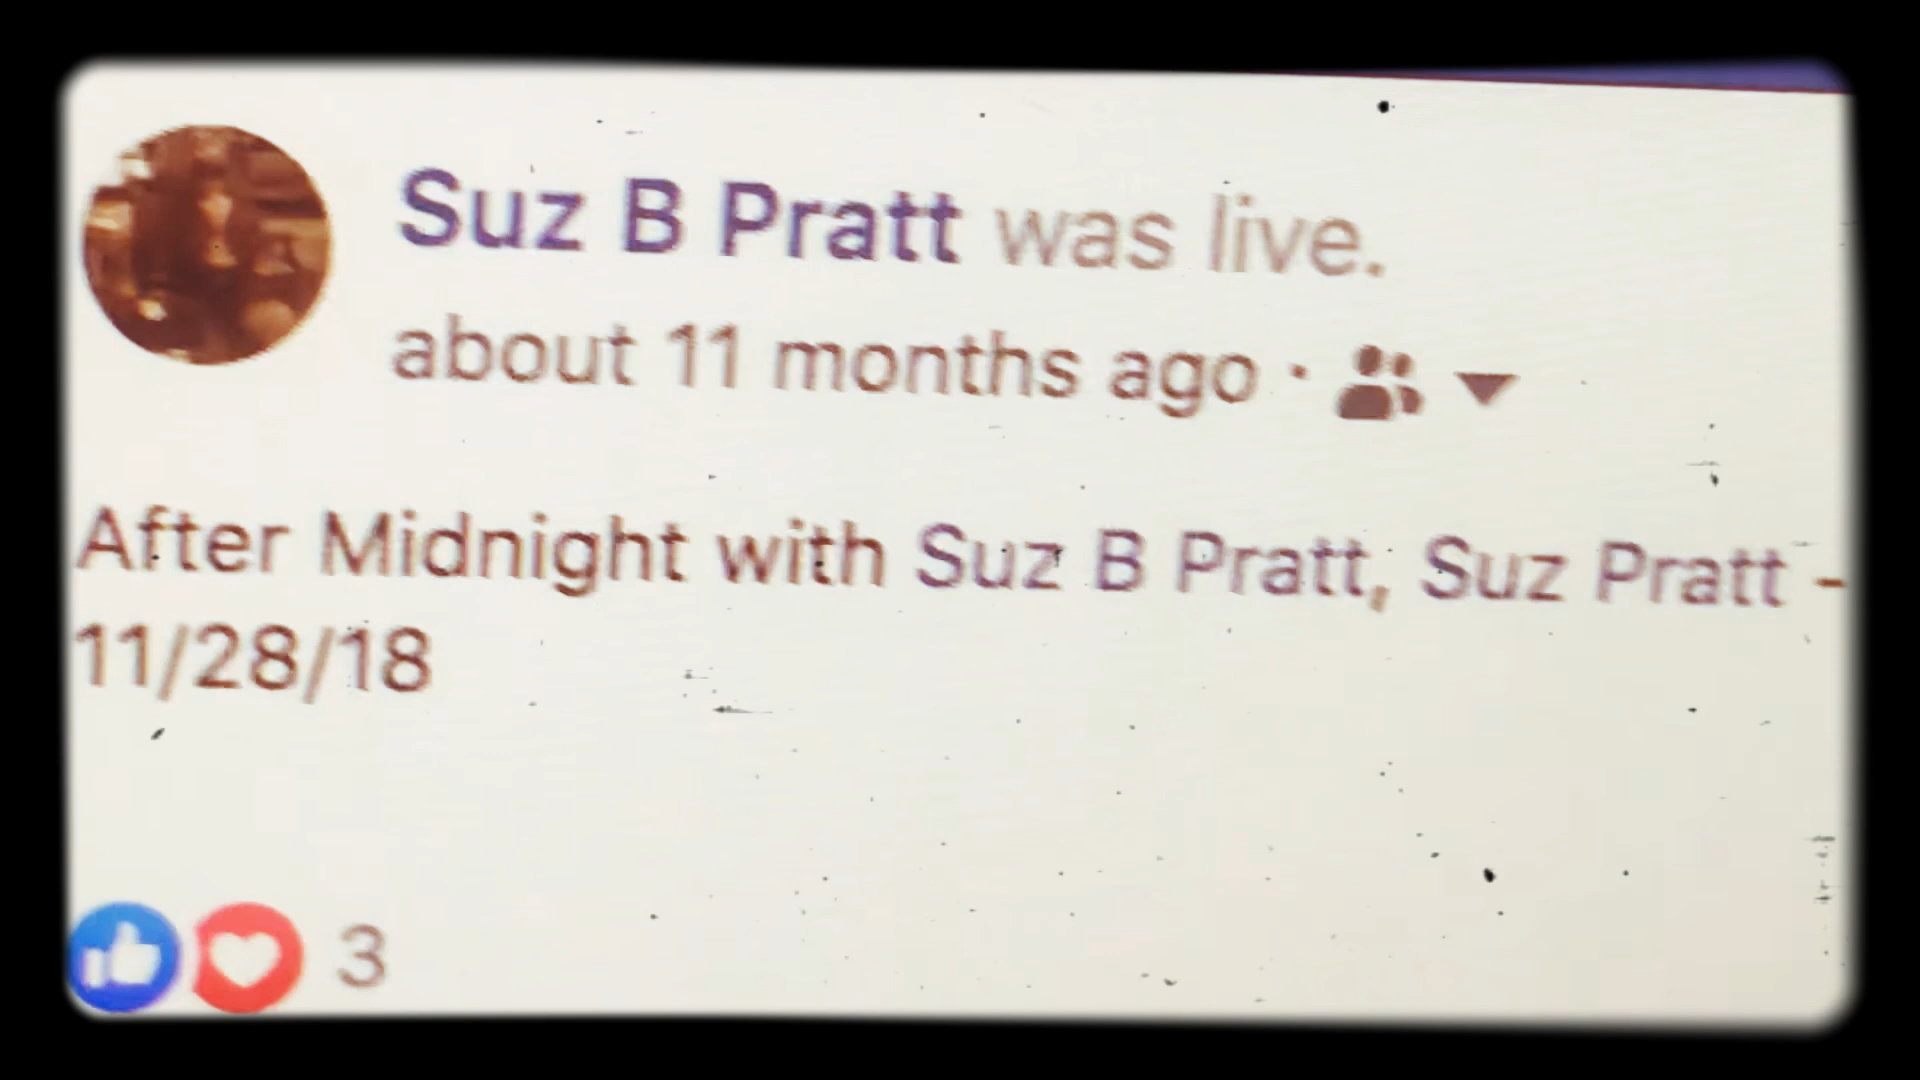 Suz B Pratt was live.
about 11 months ago ·
After Midnight with Suz B Pratt, Suz Pratt -
11/28/18
3